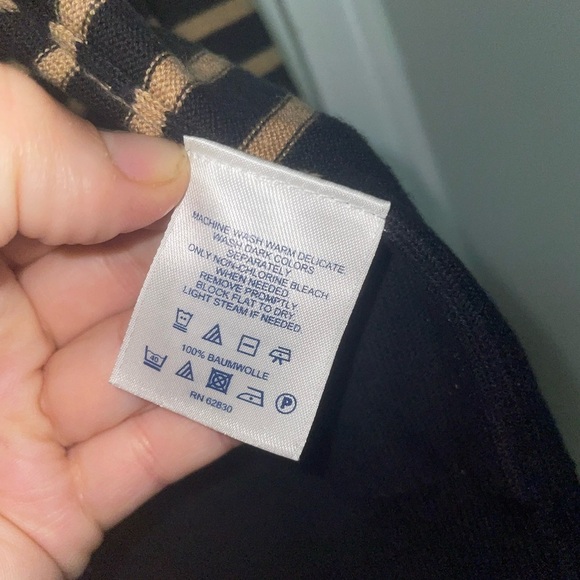 MACHINE WASH WARM DELICATE
WASH DARK COLORS
SEPARATELY
ONLY NON-CHLORINE BLEACH
WHEN NEEDED
REMOVE PROMPTLY
BLOCK FLAT TO DRY
LIGHT STEAM IF NEEDED
100% BAUMWOLLE
40
P
RN 62830